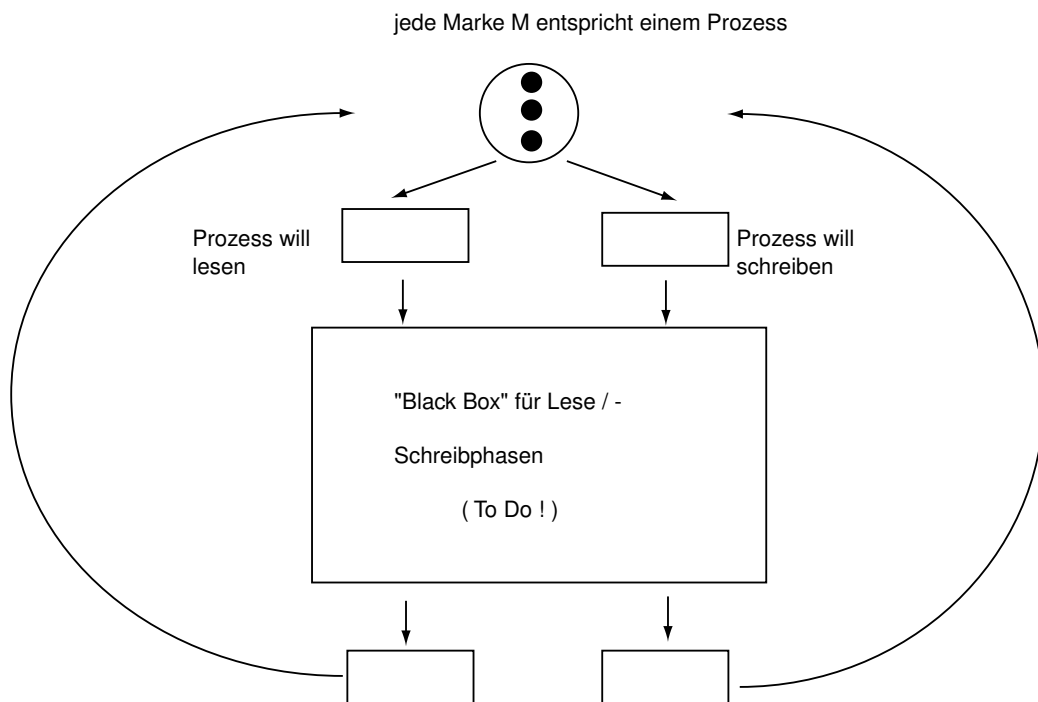 jede Marke M entspricht einem Prozess
Prozess will
lesen
Prozess will
schreiben
"Black Box" für Lese / -
Schreibphasen
( To Do ! )